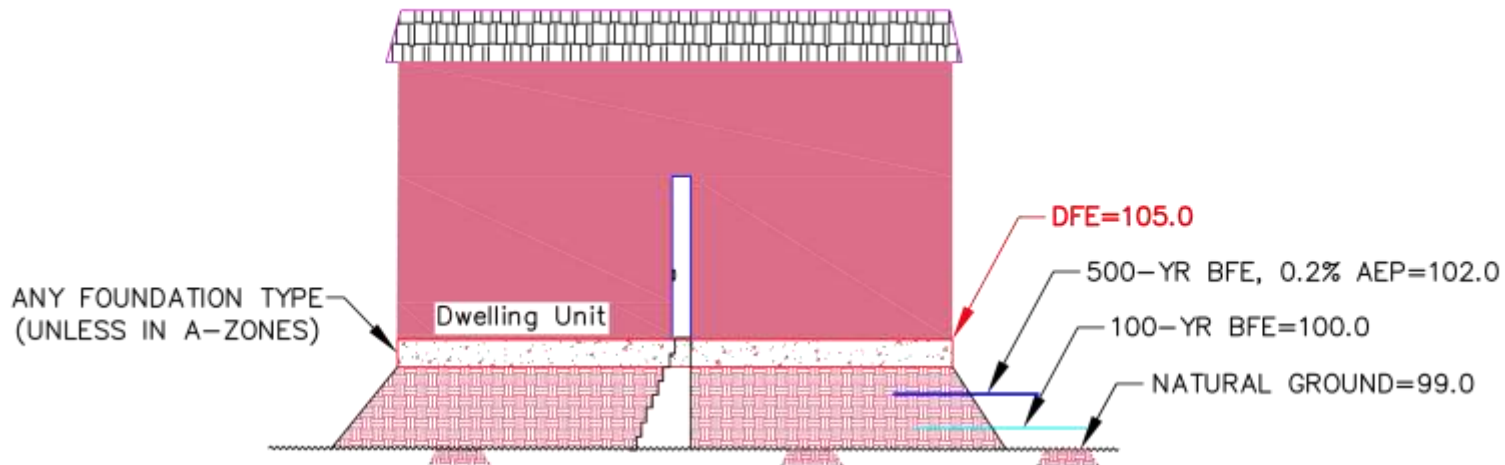 DFE=105.0
500-YR BFE, 0.2% AEP=102.0
ANY FOUNDATION TYPE
(UNLESS IN A-ZONES)
Dwelling Unit
100-YR BFE=100.0
NATURAL GROUND=99.0